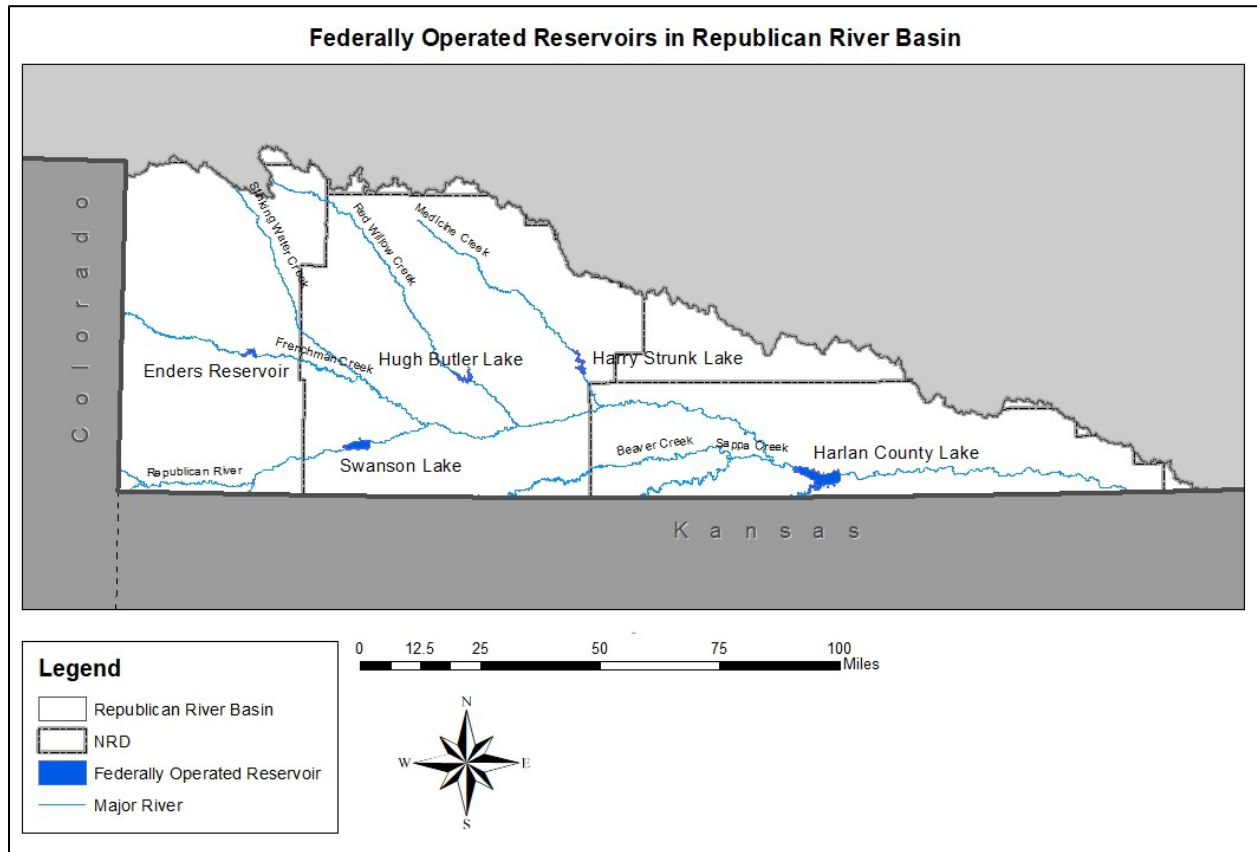 Federally Operated Reservoirs in Republican River Basin
Colorado
Stinking Water Creek
Red Willow Creek
Medicine Creek
Frenchman Creek
Enders Reservoir
Hugh Butler Lake
Harry Strunk Lake
Republican River
Swanson Lake
Beaver Creek
Sappa Creek
Harlan County Lake
Kansas
Legend
Republican River Basin
NRD
Federally Operated Reservoir
Major River
0 12.5 25 50 75 100
Miles
N
W E
S